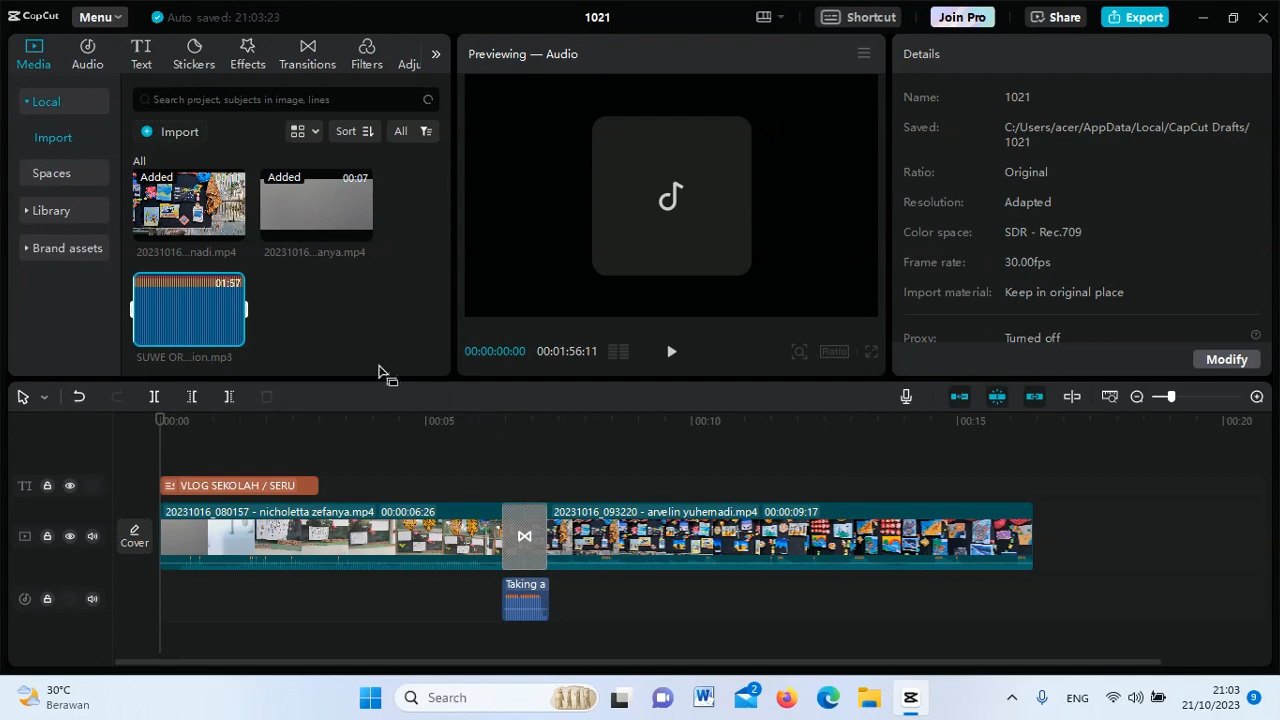 CapCut
Menu
Auto saved: 21:03:23
1021
Shortcut
Join Pro
Share
Export
Media
Audio
Text
Stickers
Effects
Transitions
Filters
Adju
Local
Import
Spaces
Library
Brand assets
Search project, subjects in image, lines
Import
Sort
All
All
Added
Added
00:07
20231016...nadi.mp4
20231016...anya.mp4
01:57
SUWE OR...ion.mp3
Previewing — Audio
00:00:00:00
00:01:56:11
Ratio
Details
Name: 1021
Saved: C:/Users/acer/AppData/Local/CapCut Drafts/
1021
Ratio: Original
Resolution: Adapted
Color space: SDR - Rec.709
Frame rate: 30.00fps
Import material: Keep in original place
Proxy: Turned off
Modify
00:00
00:05
00:10
00:15
00:20
TI
VLOG SEKOLAH / SERU
Cover
20231016_080157 - nicholetta zefanya.mp4 00:00:06:26
20231016_093220 - arvelin yuhemadi.mp4 00:00:09:17
Taking a
30°C
Berawan
Search
2
ENG
21:03
21/10/2023
9